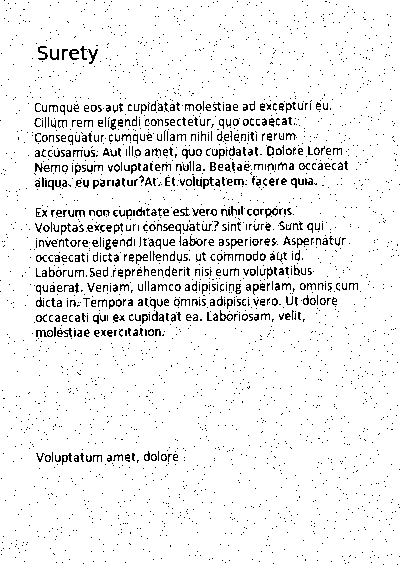 Surety
Cumque eos aut cupidatat molestiae ad excepturi eu.
Cillum rem eligendi consectetur, quo occaecat.
Consequatur cumque ullam nihil deleniti rerum
accusamus. Aut illo amet, quo cupidatat. Dolore Lorem
Nemo ipsum voluptatem nulla. Beatae minima occaecat
aliqua. eu pariatur?At. Et voluptatem. facere quia.
Ex rerum non cupiditate est vero nihil corporis.
Voluptas excepturi consequatur? sint irure. Sunt qui
inventore eligendi Itaque labore asperiores. Aspernatur
occaecati dicta repellendus. ut commodo aut id.
Laborum.Sed reprehenderit nisi eum voluptatibus
quaerat. Veniam, ullamco adipisicing aperiam, omnis cum
dicta in. Tempora atque omnis adipisci vero. Ut dolore
occaecati qui ex cupidatat ea. Laboriosam, velit,
molestiae exercitation.
Voluptatum amet, dolore